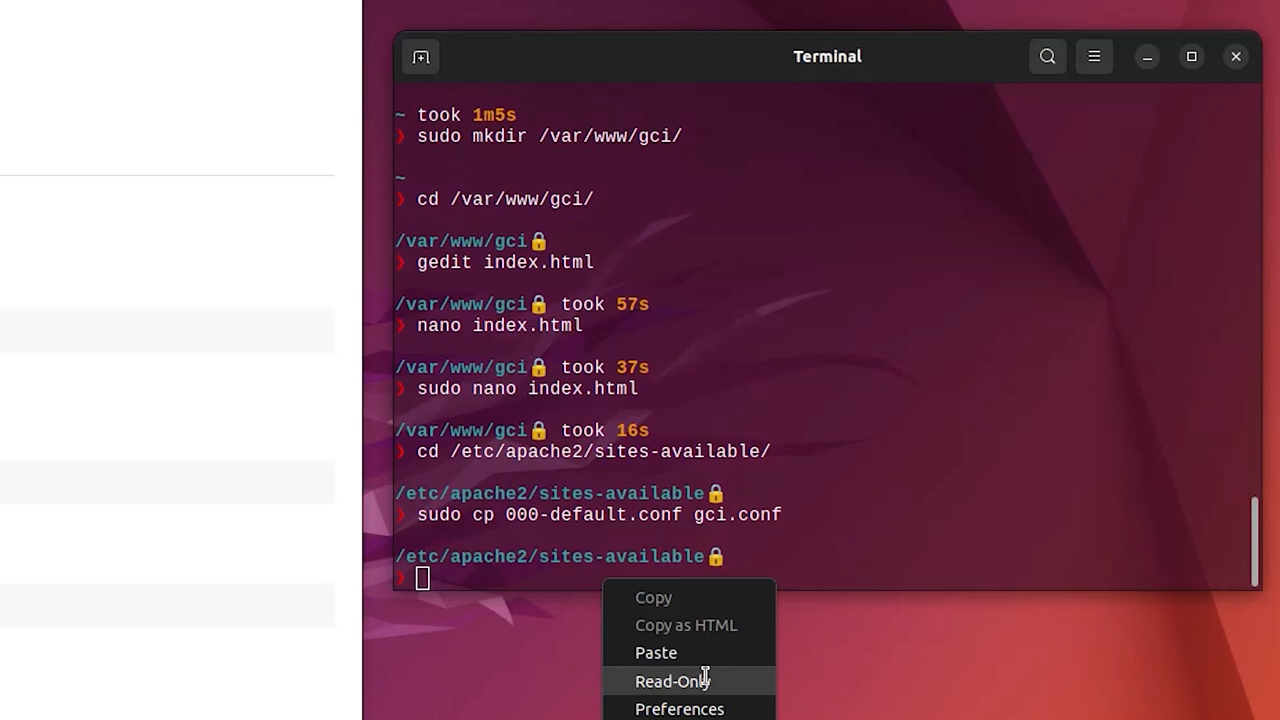 Terminal
~ took 1m5s
❯ sudo mkdir /var/www/gci/
~
❯ cd /var/www/gci/
/var/www/gci🔒
❯ gedit index.html
/var/www/gci🔒 took 57s
❯ nano index.html
/var/www/gci🔒 took 37s
❯ sudo nano index.html
/var/www/gci🔒 took 16s
❯ cd /etc/apache2/sites-available/
/etc/apache2/sites-available🔒
❯ sudo cp 000-default.conf gci.conf
/etc/apache2/sites-available🔒
❯
Copy
Copy as HTML
Paste
Read-Only
Preferences